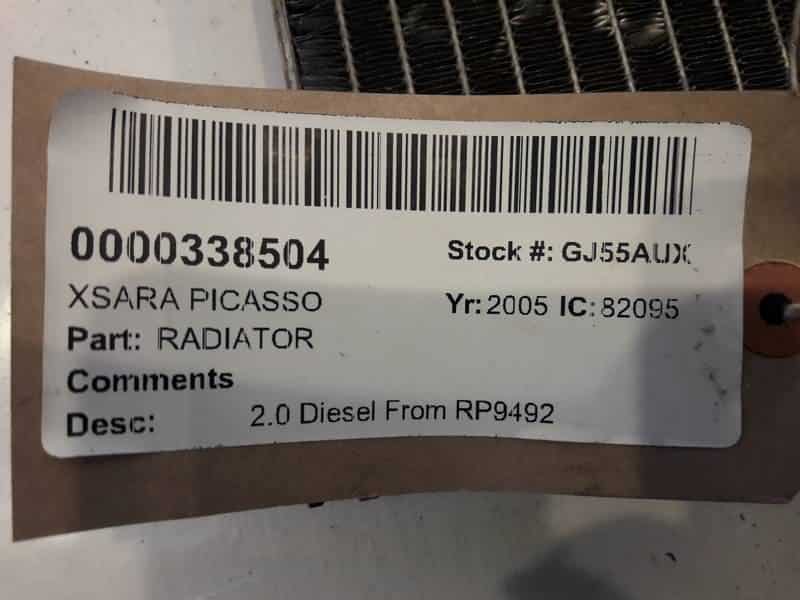 0000338504 Stock #: GJ55AUX
XSARA PICASSO Yr: 2005 IC: 82095
Part: RADIATOR
Comments
Desc: 2.0 Diesel From RP9492